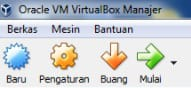 Oracle VM VirtualBox Manajer
Berkas Mesin Bantuan
Baru Pengaturan Buang Mulai